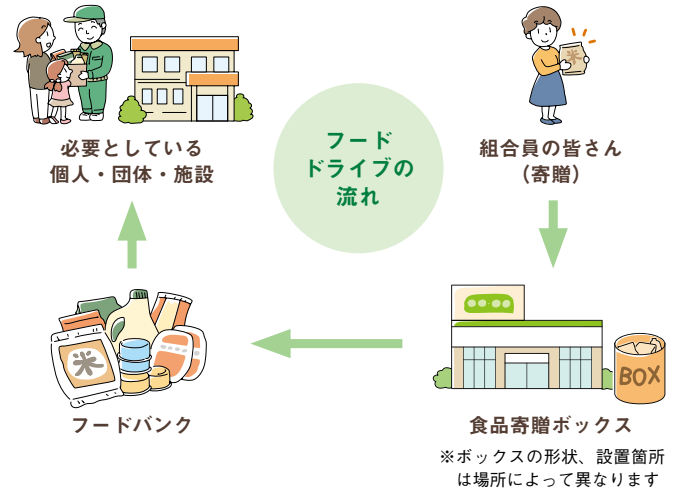 フード
ドライブの
流れ
組合員の皆さん
(寄贈)
米
食品寄贈ボックス
※ボックスの形状、設置箇所
は場所によって異なります
BOX
フードバンク
米
必要としている
個人・団体・施設